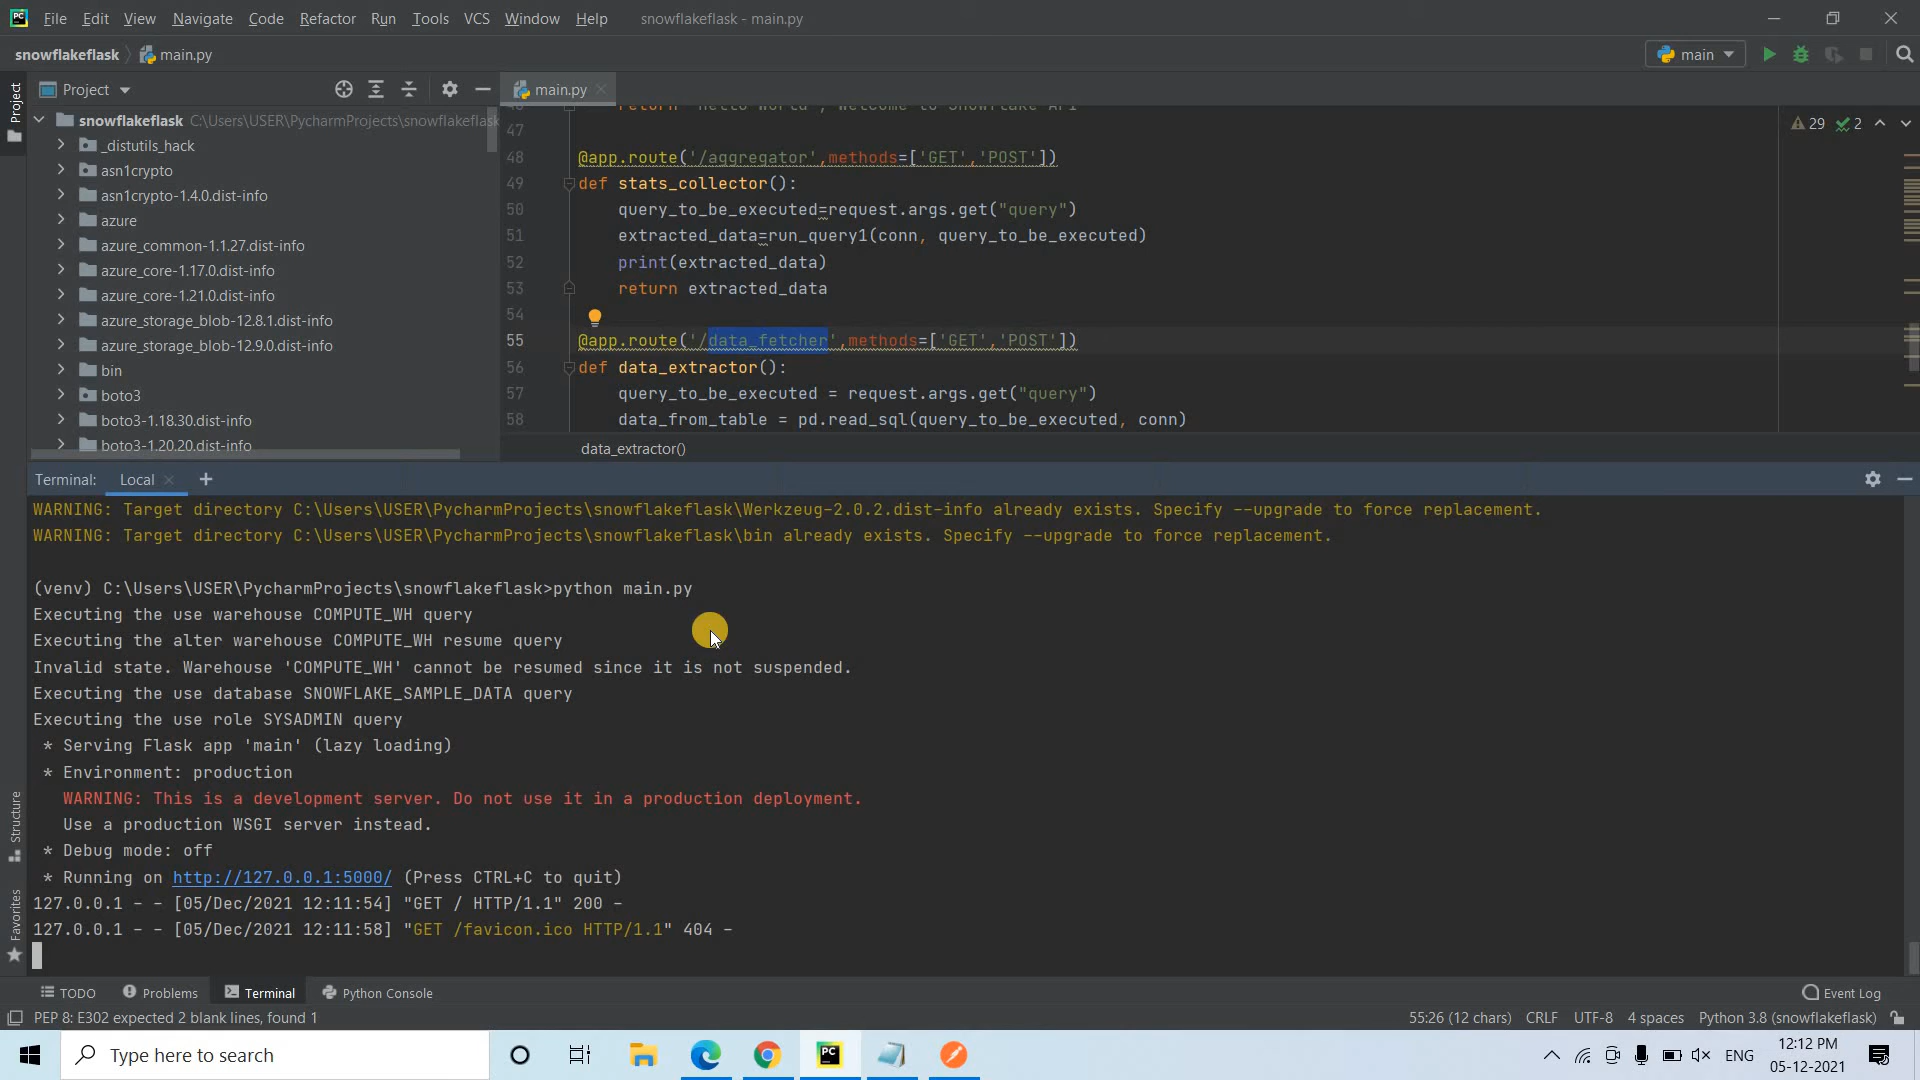 File Edit View Navigate Code Refactor Run Tools VCS Window Help snowflakeflask - main.py
snowflakeflask main.py
main
Project
Project
main.py
snowflakeflask C:\Users\USER\PycharmProjects\snowflakeflask
_distutils_hack
asn1crypto
asn1crypto-1.4.0.dist-info
azure
azure_common-1.1.27.dist-info
azure_core-1.17.0.dist-info
azure_core-1.21.0.dist-info
azure_storage_blob-12.8.1.dist-info
azure_storage_blob-12.9.0.dist-info
bin
boto3
boto3-1.18.30.dist-info
boto3-1.20.20.dist-info
29 2
46 return 'Hello World', Welcome to Snowflake API'
47
48 @app.route('/aggregator',methods=['GET','POST'])
49 def stats_collector():
50 query_to_be_executed=request.args.get("query")
51 extracted_data=run_query1(conn, query_to_be_executed)
52 print(extracted_data)
53 return extracted_data
54
55 @app.route('/data_fetcher',methods=['GET','POST'])
56 def data_extractor():
57 query_to_be_executed = request.args.get("query")
58 data_from_table = pd.read_sql(query_to_be_executed, conn)
data_extractor()
Terminal: Local
WARNING: Target directory C:\Users\USER\PycharmProjects\snowflakeflask\Werkzeug-2.0.2.dist-info already exists. Specify --upgrade to force replacement.
WARNING: Target directory C:\Users\USER\PycharmProjects\snowflakeflask\bin already exists. Specify --upgrade to force replacement.
(venv) C:\Users\USER\PycharmProjects\snowflakeflask>python main.py
Executing the use warehouse COMPUTE_WH query
Executing the alter warehouse COMPUTE_WH resume query
Invalid state. Warehouse 'COMPUTE_WH' cannot be resumed since it is not suspended.
Executing the use database SNOWFLAKE_SAMPLE_DATA query
Executing the use role SYSADMIN query
* Serving Flask app 'main' (lazy loading)
* Environment: production
WARNING: This is a development server. Do not use it in a production deployment.
Use a production WSGI server instead.
* Debug mode: off
* Running on http://127.0.0.1:5000/ (Press CTRL+C to quit)
127.0.0.1 - - [05/Dec/2021 12:11:54] "GET / HTTP/1.1" 200 -
127.0.0.1 - - [05/Dec/2021 12:11:58] "GET /favicon.ico HTTP/1.1" 404 -
Structure
Favorites
TODO Problems Terminal Python Console Event Log
PEP 8: E302 expected 2 blank lines, found 1 55:26 (12 chars) CRLF UTF-8 4 spaces Python 3.8 (snowflakeflask)
Type here to search
ENG
12:12 PM
05-12-2021